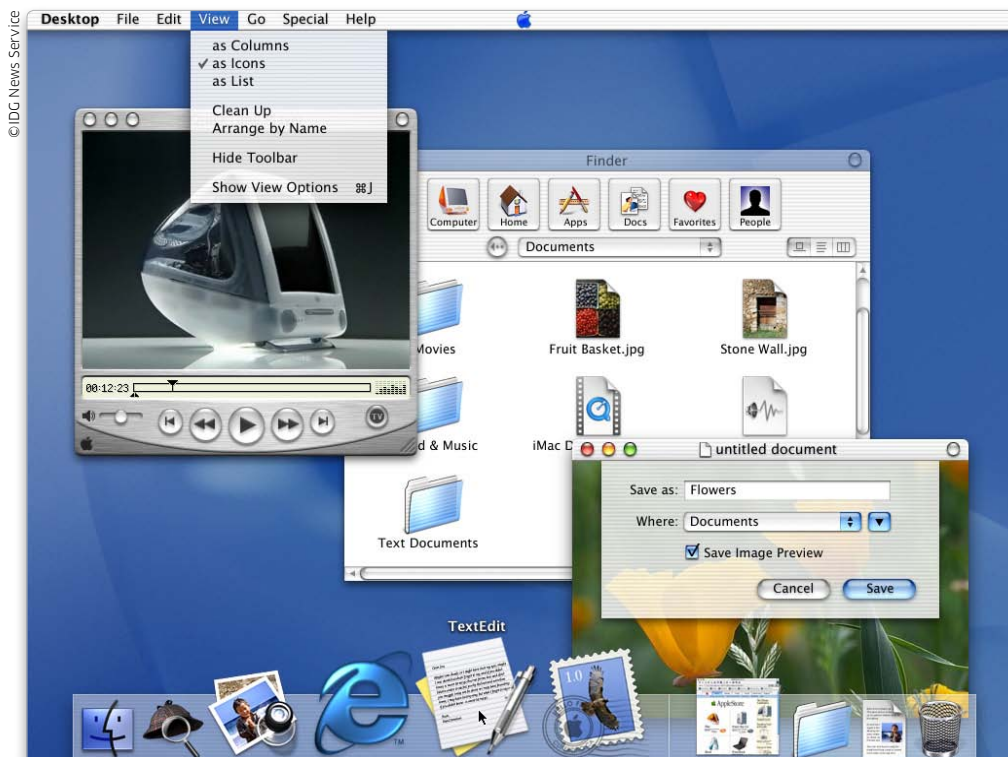 ©IDG News Service
Desktop File Edit View Go Special Help
as Columns
✓ as Icons
as List
Clean Up
Arrange by Name
Hide Toolbar
Show View Options ⌘J
Finder
Computer Home Apps Docs Favorites People
Documents
Movies
Fruit Basket.jpg
Stone Wall.jpg
00:12:23
TV
d & Music
iMac D
untitled document
Save as: Flowers
Where: Documents
Save Image Preview
Cancel Save
Text Documents
TextEdit
1.0
TM
AppleStore